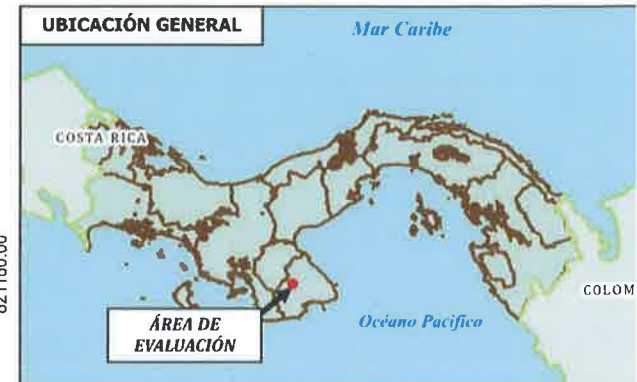 UBICACIÓN GENERAL
Mar Caribe
COSTA RICA
COLOM
ÁREA DE
EVALUACIÓN
Océano Pacífico